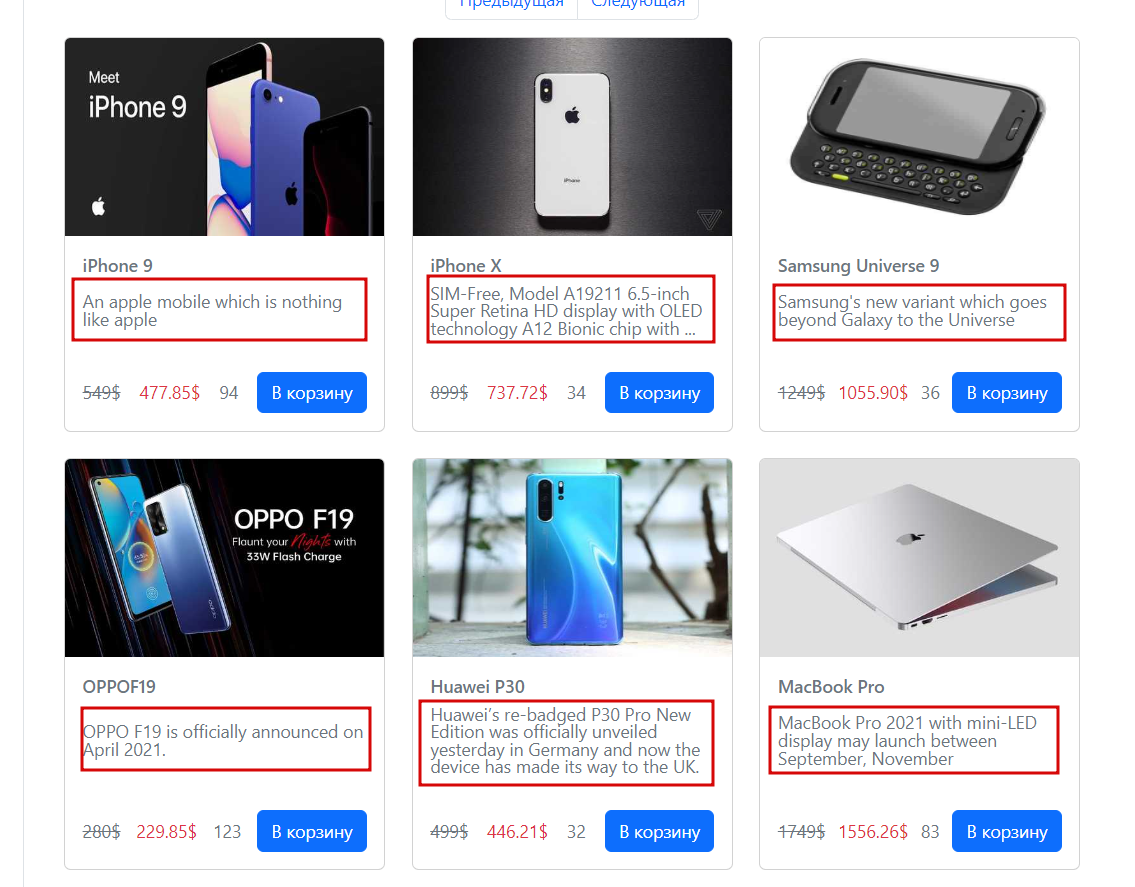 Предыдущая Следующая
Meet
iPhone 9
iPhone
iPhone 9
An apple mobile which is nothing
like apple
549$ 477.85$ 94 В корзину
iPhone X
SIM-Free, Model A19211 6.5-inch
Super Retina HD display with OLED
technology A12 Bionic chip with ...
899$ 737.72$ 34 В корзину
Samsung Universe 9
Samsung's new variant which goes
beyond Galaxy to the Universe
1249$ 1055.90$ 36 В корзину
OPPO F19
Flaunt your Nights with
33W Flash Charge
OPPOF19
OPPO F19 is officially announced on
April 2021.
280$ 229.85$ 123 В корзину
Huawei P30
Huawei’s re-badged P30 Pro New
Edition was officially unveiled
yesterday in Germany and now the
device has made its way to the UK.
499$ 446.21$ 32 В корзину
MacBook Pro
MacBook Pro 2021 with mini-LED
display may launch between
September, November
1749$ 1556.26$ 83 В корзину